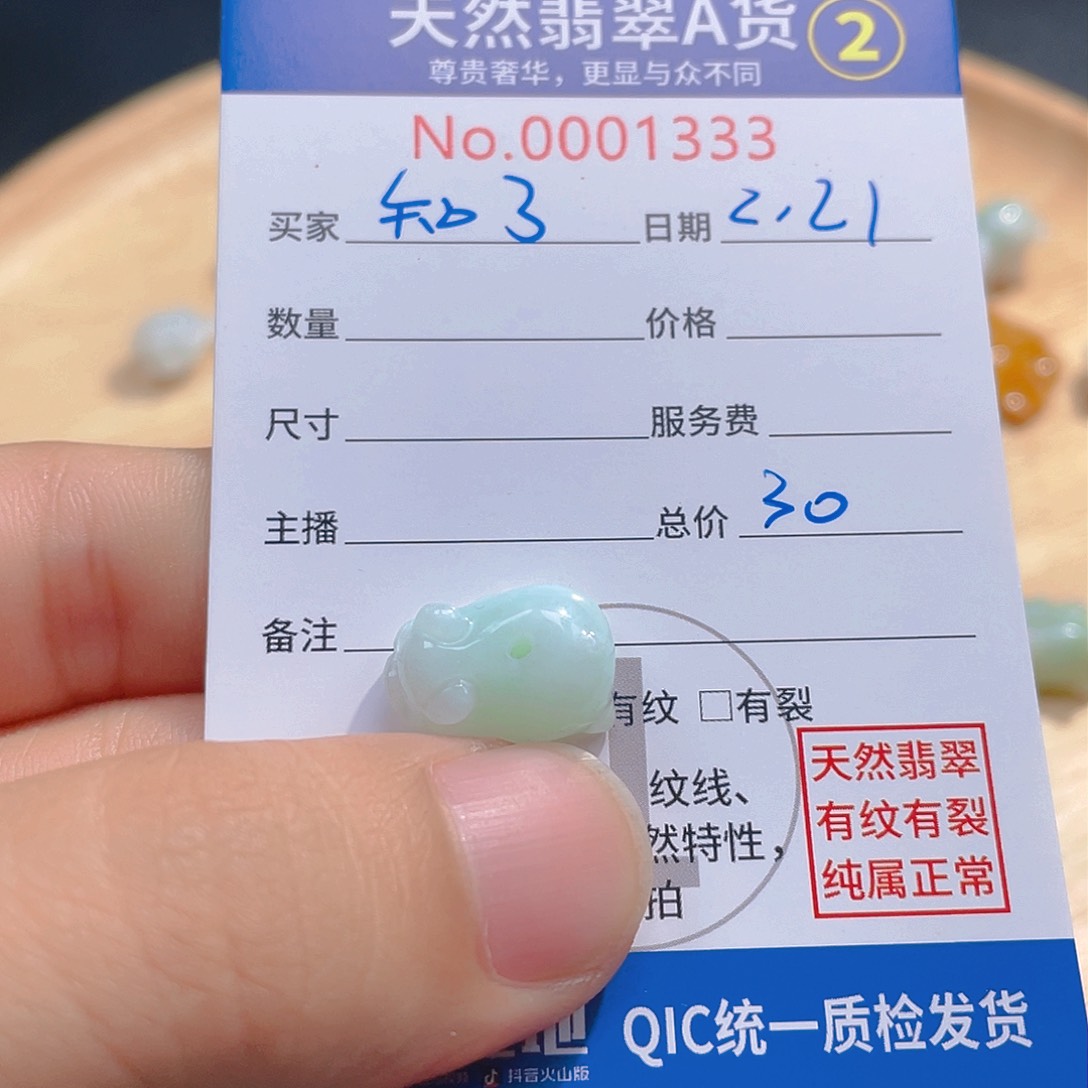 天然翡翠A货 2
尊贵奢华，更显与众不同
No.0001333
买家 知3 日期 2.21
数量 价格
尺寸 服务费
主播 总价 30
备注
有纹 □有裂
纹线、
然特性，
拍
天然翡翠
有纹有裂
纯属正常
QIC统一质检发货
抖音火山版